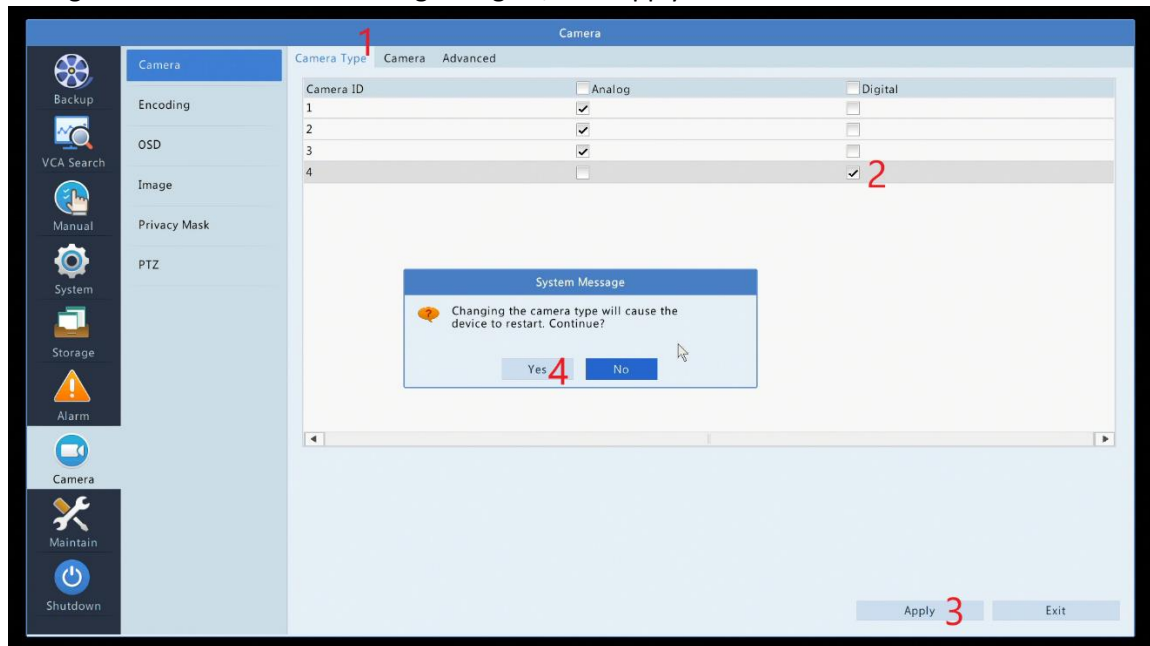 Camera
1
Camera Type Camera Advanced
Backup
VCA Search
Manual
System
Storage
Alarm
Camera
Maintain
Shutdown
Camera
Encoding
OSD
Image
Privacy Mask
PTZ
Camera ID Analog Digital
1
2
3
4
2
System Message
Changing the camera type will cause the
device to restart. Continue?
Yes 4 No
Apply 3 Exit